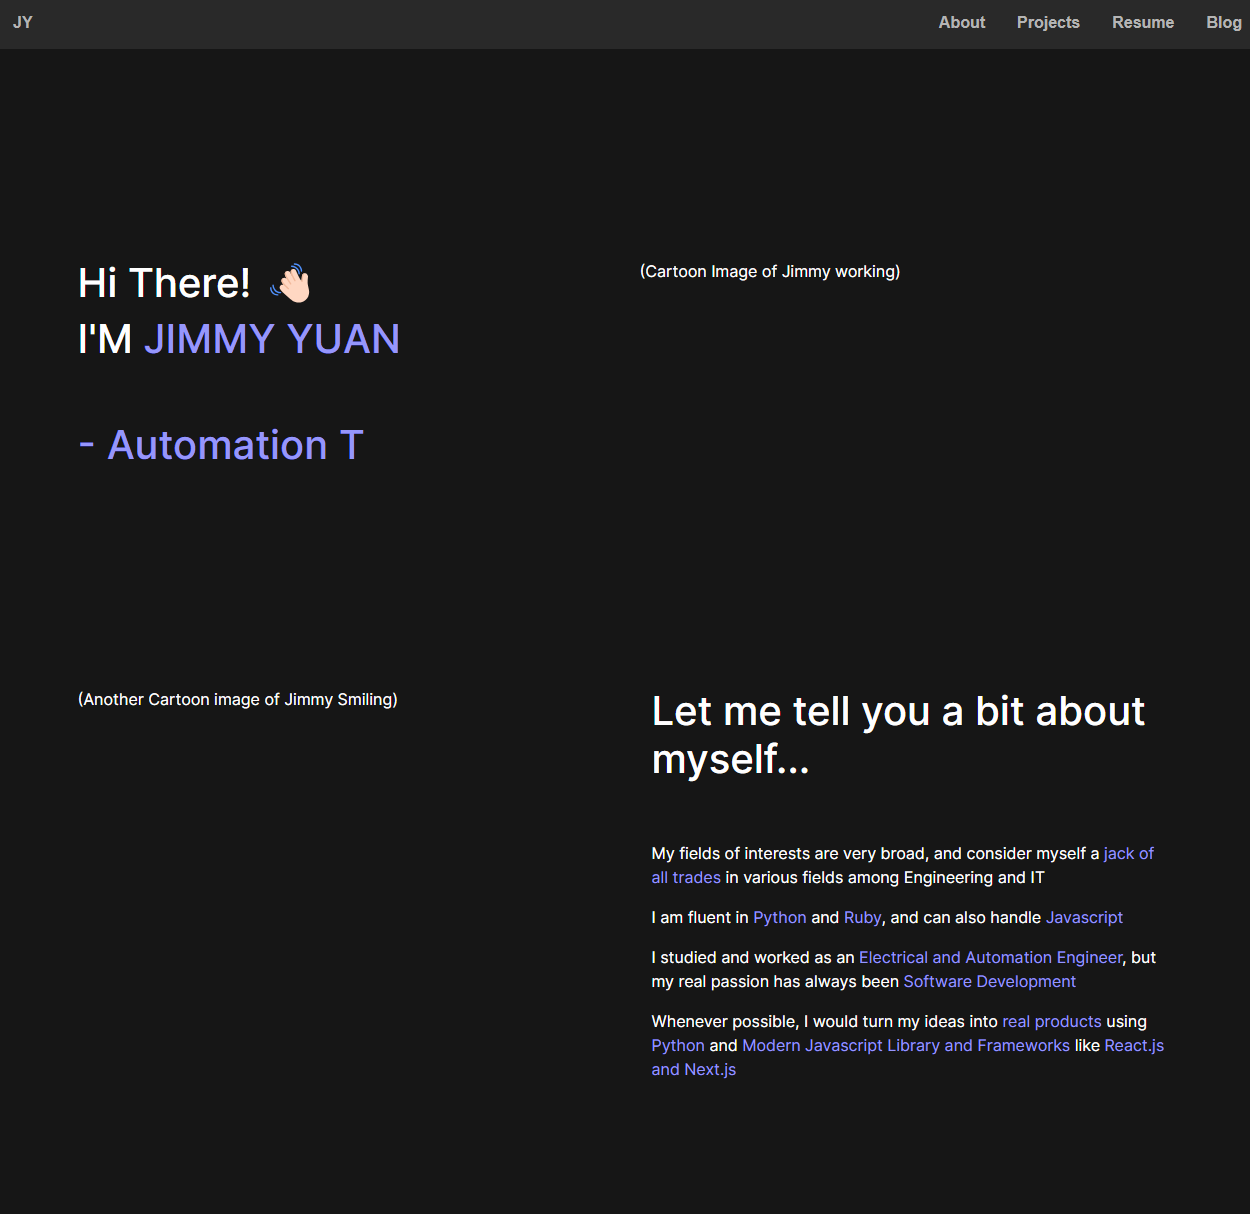 JY
About Projects Resume Blog
Hi There! 👋🏻
I'M JIMMY YUAN
- Automation T
(Cartoon Image of Jimmy working)
(Another Cartoon image of Jimmy Smiling)
Let me tell you a bit about
myself...
My fields of interests are very broad, and consider myself a jack of
all trades in various fields among Engineering and IT
I am fluent in Python and Ruby, and can also handle Javascript
I studied and worked as an Electrical and Automation Engineer, but
my real passion has always been Software Development
Whenever possible, I would turn my ideas into real products using
Python and Modern Javascript Library and Frameworks like React.js
and Next.js